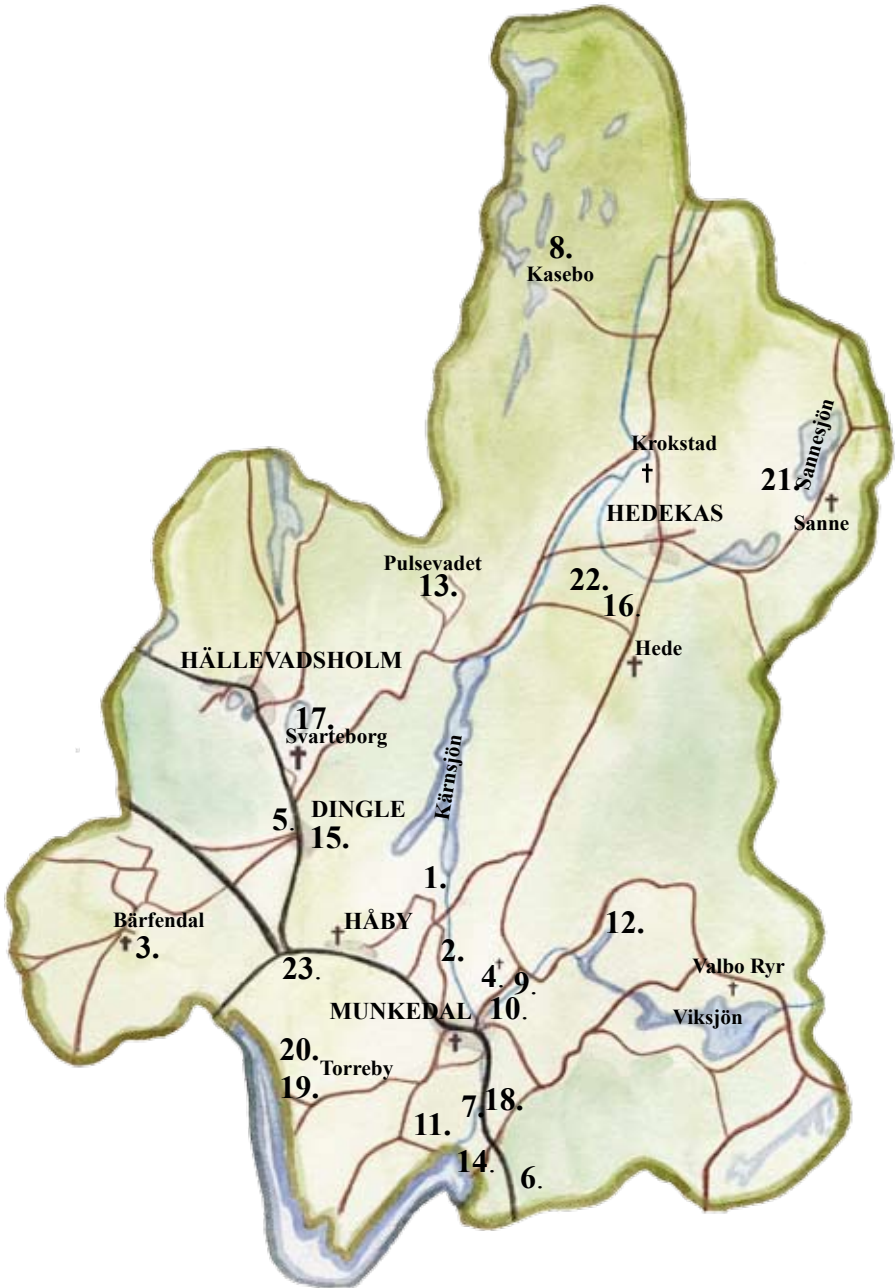 8.
Kasebo
Krokstad
Sannesjön
21.
HEDEKAS
Sanne
Pulsevadet
13.
22.
16.
Hede
HÄLLEVADSHOLM
17.
Svarteborg
Kärnsjön
5.
DINGLE
15.
1.
Bärfendal
3.
HÅBY
2.
12.
23.
4.
9.
Valbo Ryr
10.
MUNKEDAL
Viksjön
20.
Torreby
19.
7.
18.
11.
14.
6.